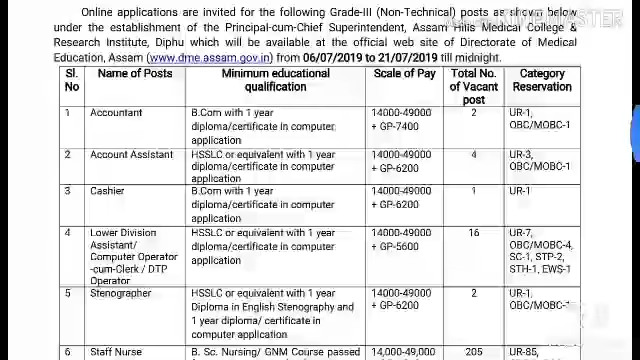 Online applications are invited for the following Grade-III (Non-Technical) posts as shown below
under the establishment of the Principal-cum-Chief Superintendent, Assam Hills Medical College &
Research Institute, Diphu which will be available at the official web site of Directorate of Medical
Education, Assam (www.dme.assam.gov.in) from 06/07/2019 to 21/07/2019 till midnight.
Sl. No Name of Posts Minimum educational qualification Scale of Pay Total No. of Vacant post Category Reservation
1 Accountant B.Com with 1 year diploma/certificate in computer application 14000-49000 + GP-7400 2 UR-1, OBC/MOBC-1
2 Account Assistant HSSLC or equivalent with 1 year diploma/certificate in computer application 14000-49000 + GP-6200 4 UR-3, OBC/MOBC-1
3 Cashier B.Com with 1 year diploma/certificate in computer application 14000-49000 + GP-6200 1 UR-1
4 Lower Division Assistant/ Computer Operator -cum-Clerk / DTP Operator HSSLC or equivalent with 1 year diploma/certificate in computer application 14000-49000 + GP-5600 16 UR-7, OBC/MOBC-4, SC-1, STP-2, STH-1, EWS-1
5 Stenographer HSSLC or equivalent with 1 year Diploma in English Stenography and 1 year diploma/ certificate in computer application 14000-49000 + GP-6200 2 UR-1, OBC/MOBC-1
6 Staff Nurse B. Sc. Nursing/ GNM Course passed 14,000-49,000 205 UR-85,